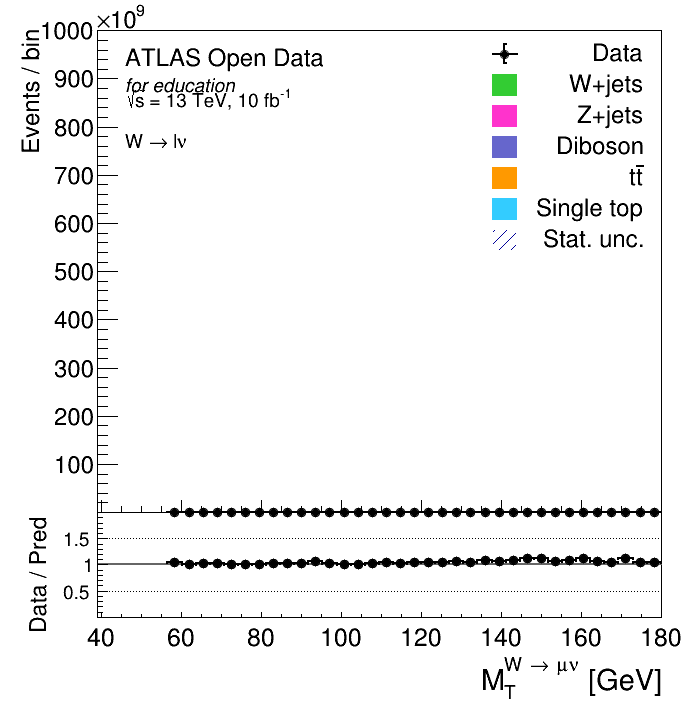 ×10⁹
Events / bin
1000
900
800
700
600
500
400
300
200
100
ATLAS Open Data
for education
√s = 13 TeV, 10 fb⁻¹
W → lν
Data
W+jets
Z+jets
Diboson
tt̄
Single top
Stat. unc.
Data / Pred
1.5
1
0.5
40 60 80 100 120 140 160 180
M_T^{W → μν} [GeV]